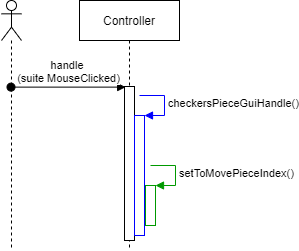 Controller
handle
(suite MouseClicked)
checkersPieceGuiHandle()
setToMovePieceIndex()